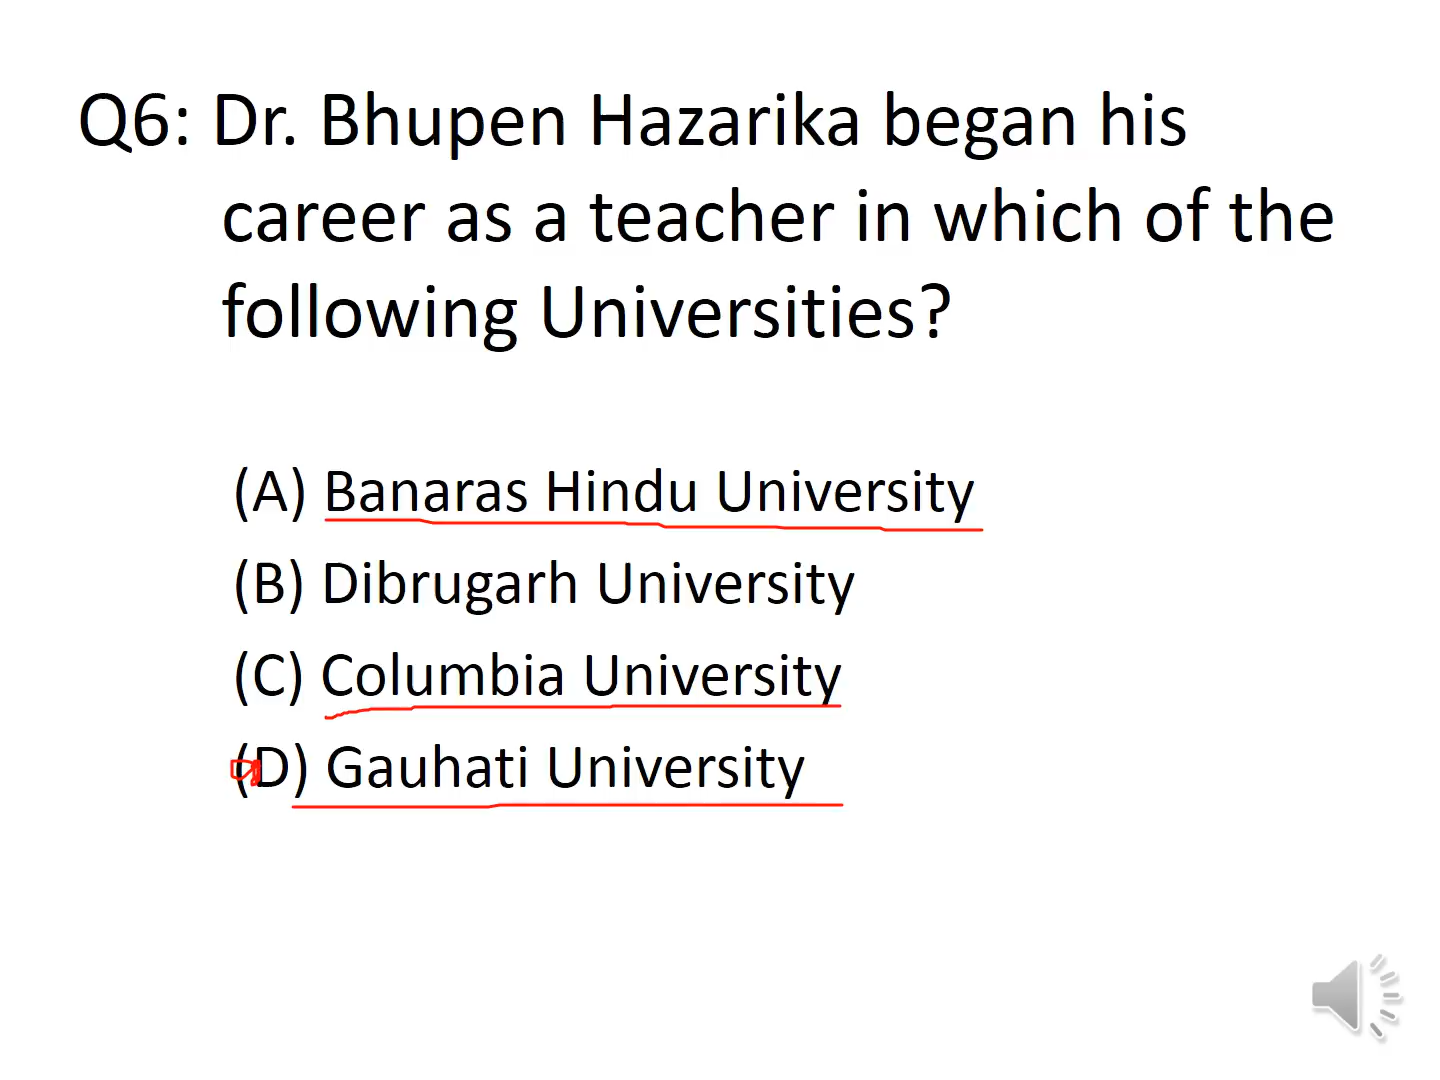 Q6: Dr. Bhupen Hazarika began his
career as a teacher in which of the
following Universities?
(A) Banaras Hindu University
(B) Dibrugarh University
(C) Columbia University
(D) Gauhati University